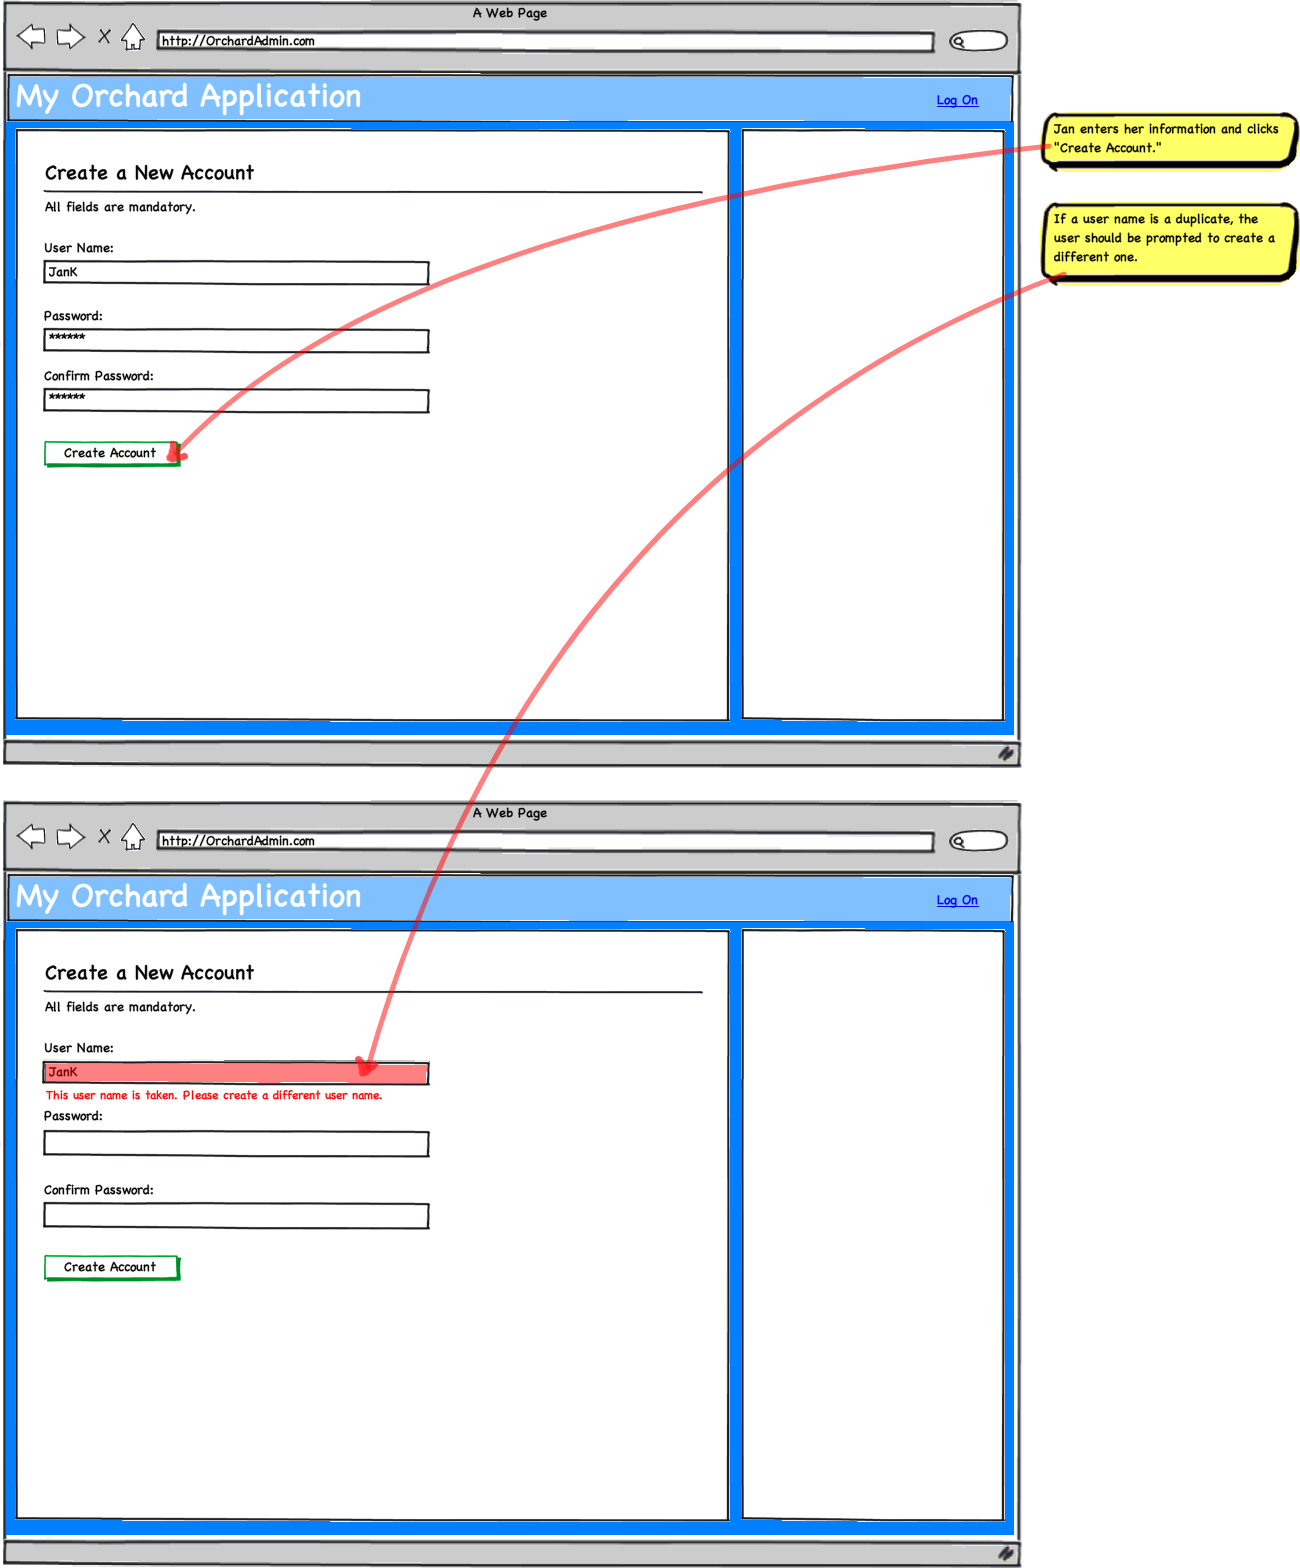 A Web Page
http://OrchardAdmin.com
My Orchard Application
Log On
Jan enters her information and clicks
"Create Account."
If a user name is a duplicate, the
user should be prompted to create a
different one.
Create a New Account
All fields are mandatory.
User Name:
JanK
Password:
******
Confirm Password:
******
Create Account
A Web Page
http://OrchardAdmin.com
My Orchard Application
Log On
Create a New Account
All fields are mandatory.
User Name:
JanK
This user name is taken. Please create a different user name.
Password:
Confirm Password:
Create Account